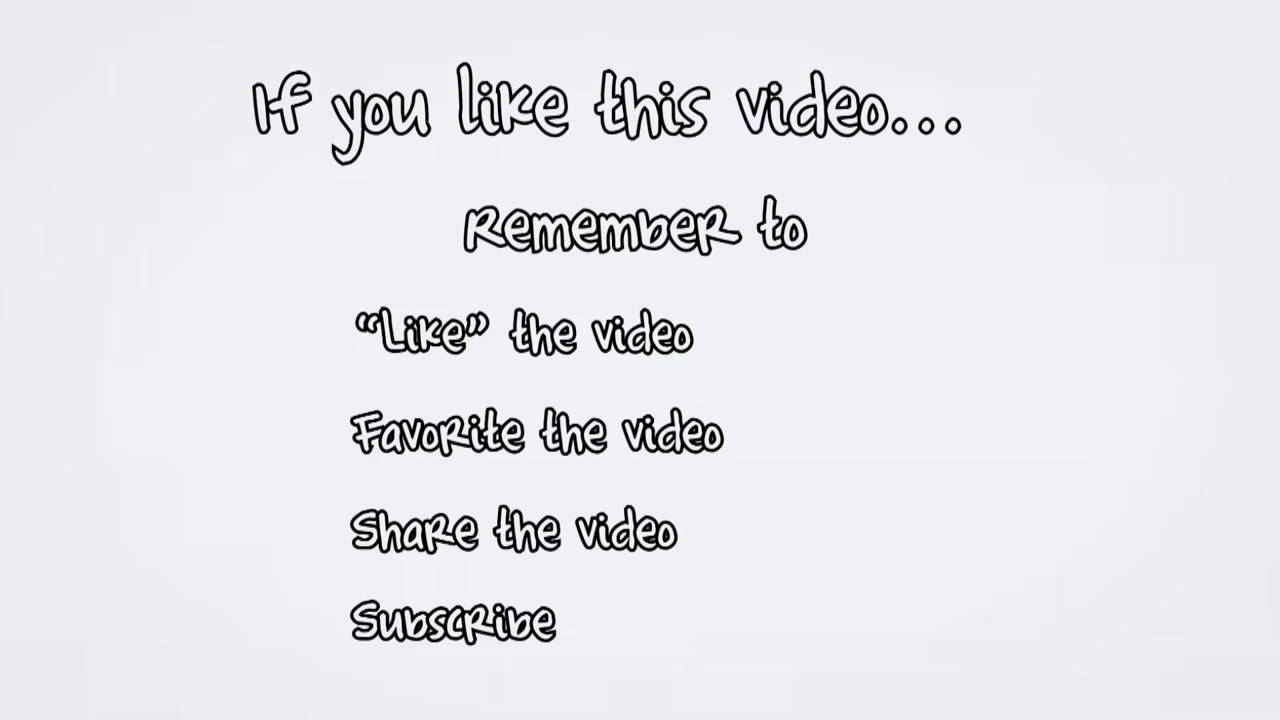 If you like this video...
Remember to
“Like” the video
Favorite the video
Share the video
Subscribe